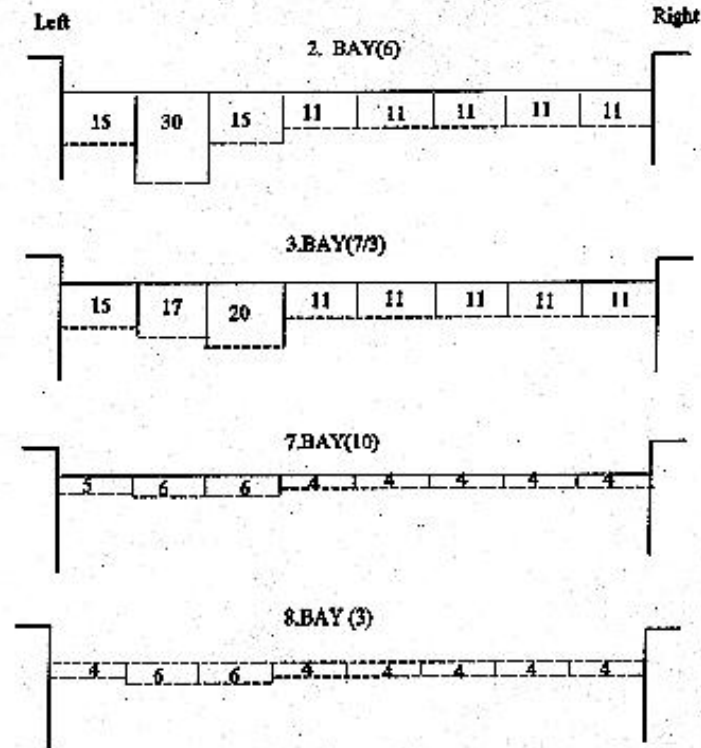 Left Right
2. BAY(6)
15 30 15 11 11 11 11 11
3.BAY(7/3)
15 17 20 11 11 11 11 11
7.BAY(10)
5 6 6 4 4 4 4 4
8.BAY (3)
4 6 6 4 4 4 4 4